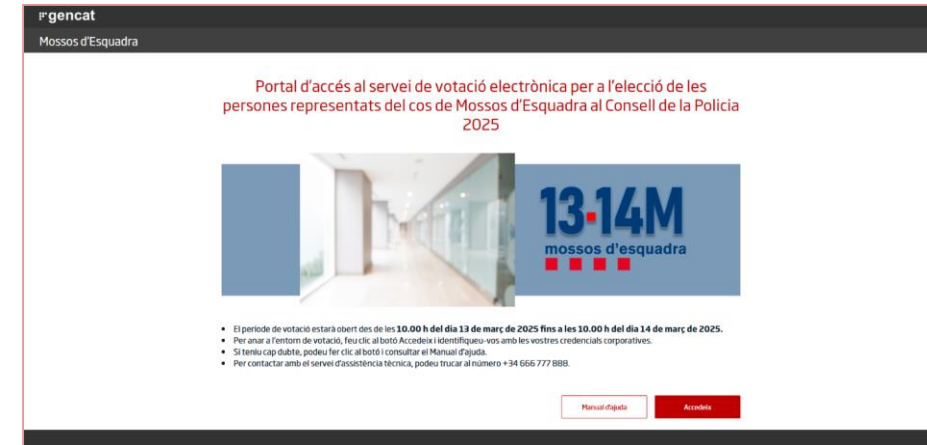 gencat
Mossos d'Esquadra
Portal d'accés al servei de votació electrònica per a l'elecció de les
persones representats del cos de Mossos d'Esquadra al Consell de la Policia
2025
13·14M
mossos d'esquadra
El periode de votació estarà obert des de les 10.00 h del dia 13 de març de 2025 fins a les 10.00 h del dia 14 de març de 2025.
Per anar a l'entorn de votació, feu clic al botó Accedeix i identifiqueu-vos amb les vostres credencials corporatives.
Si teniu cap dubte, podeu fer clic al botó i consultar el Manual d'ajuda.
Per contactar amb el servei d'assistència tècnica, podeu trucar al número +34 666 777 888.
Manual d'ajuda Accedeix